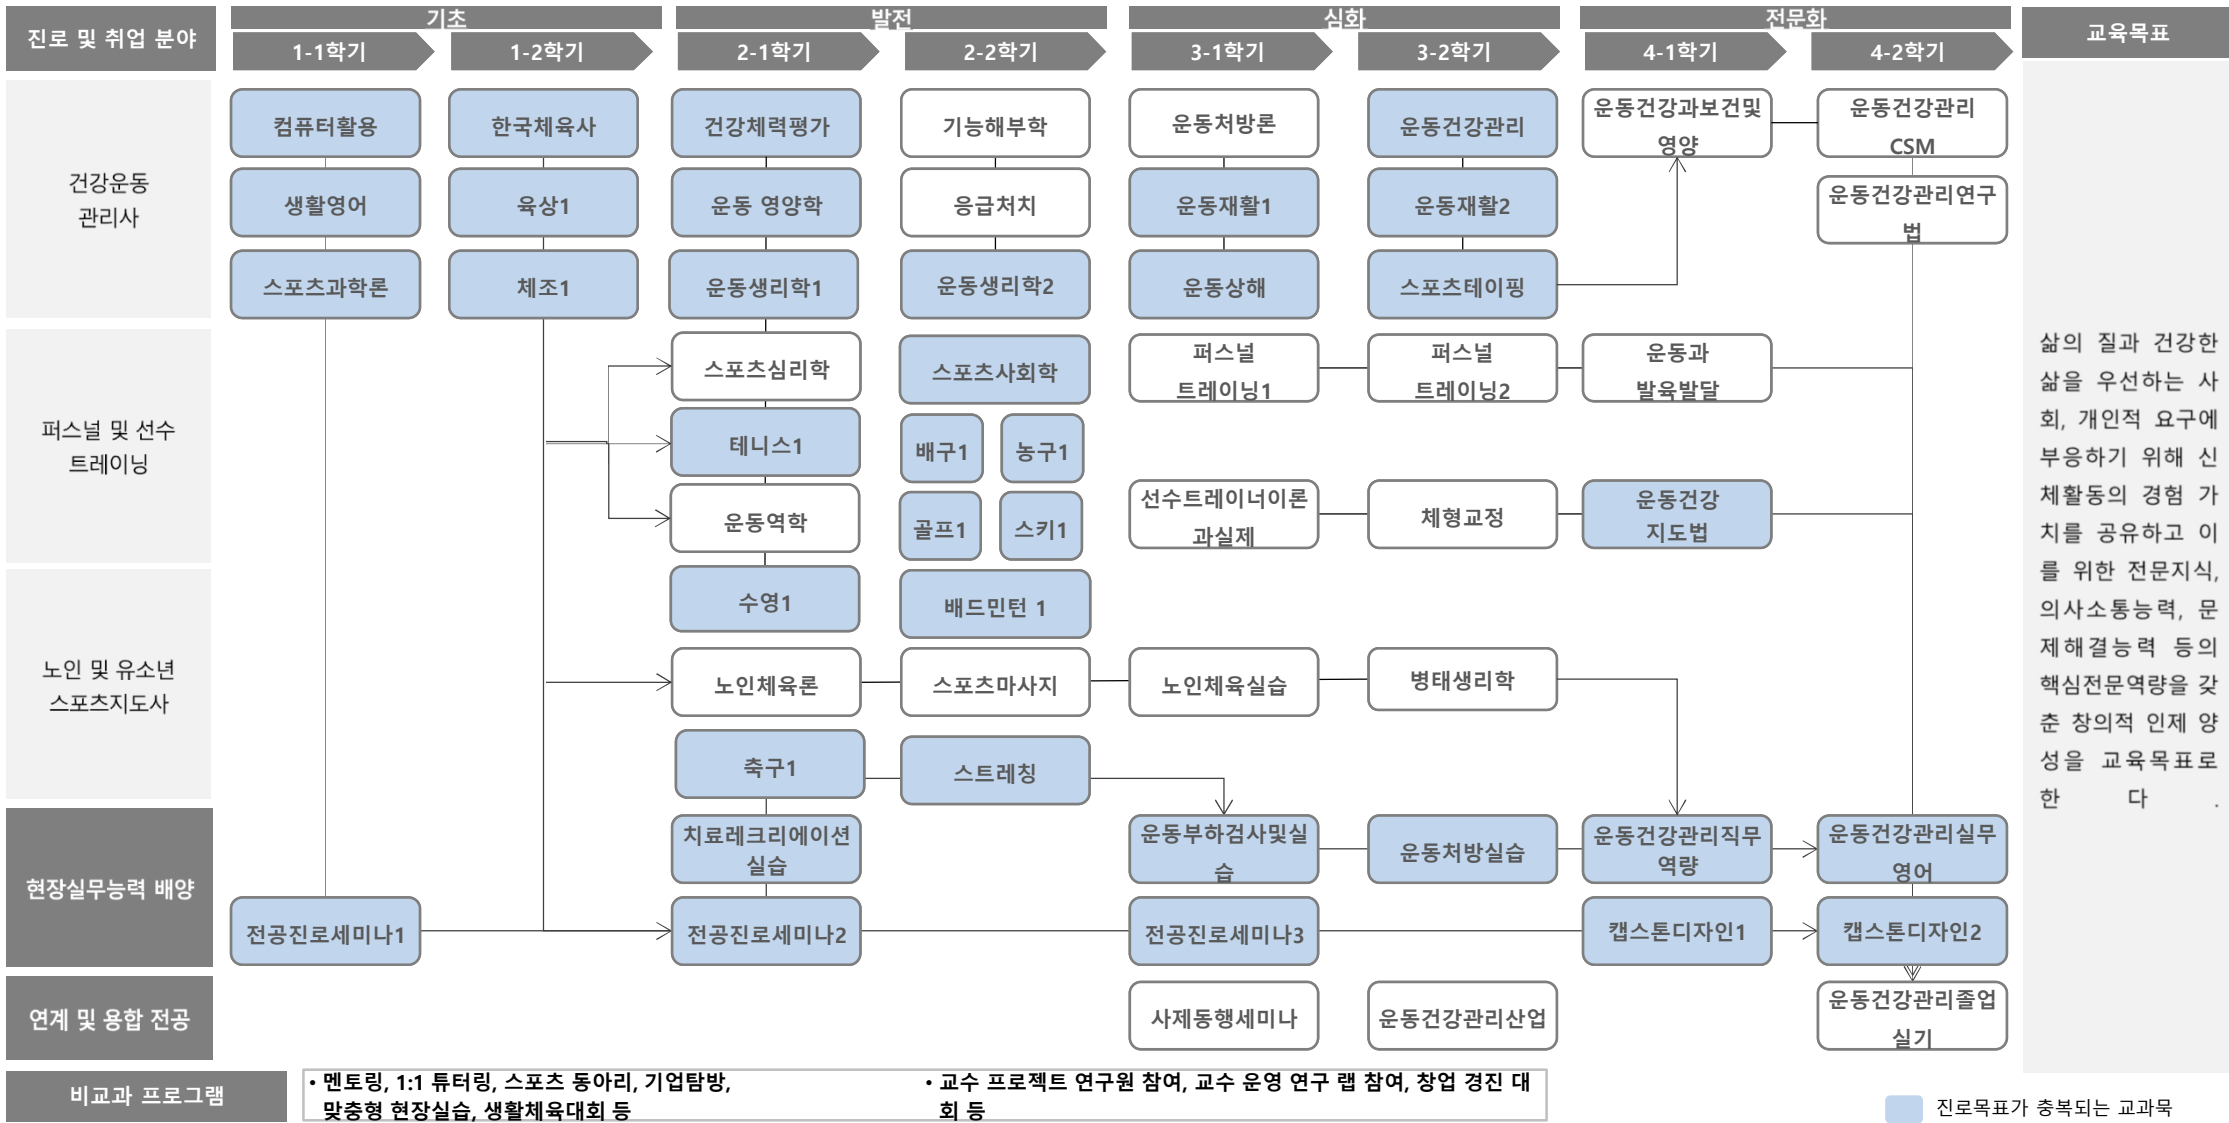 진로 및 취업 분야
기초
발전
심화
전문화
교육목표
1-1학기
1-2학기
2-1학기
2-2학기
3-1학기
3-2학기
4-1학기
4-2학기
건강운동
관리사
컴퓨터활용
한국체육사
건강체력평가
기능해부학
운동처방론
운동건강관리
운동건강과보건및
영양
운동건강관리
CSM
생활영어
육상1
운동 영양학
응급처치
운동재활1
운동재활2
운동건강관리연구
법
스포츠과학론
체조1
운동생리학1
운동생리학2
운동상해
스포츠테이핑
퍼스널 및 선수
트레이닝
스포츠심리학
스포츠사회학
퍼스널
트레이닝1
퍼스널
트레이닝2
운동과
발육발달
테니스1
배구1
농구1
운동역학
골프1
스키1
선수트레이너이론
과실제
체형교정
운동건강
지도법
노인 및 유소년
스포츠지도사
수영1
배드민턴 1
노인체육론
스포츠마사지
노인체육실습
병태생리학
축구1
스트레칭
현장실무능력 배양
치료레크리에이션
실습
운동부하검사및실
습
운동처방실습
운동건강관리직무
역량
운동건강관리실무
영어
전공진로세미나1
전공진로세미나2
전공진로세미나3
캡스톤디자인1
캡스톤디자인2
연계 및 융합 전공
사제동행세미나
운동건강관리산업
운동건강관리졸업
실기
삶의 질과 건강한
삶을 우선하는 사
회, 개인적 요구에
부응하기 위해 신
체활동의 경험 가
치를 공유하고 이
를 위한 전문지식,
의사소통능력, 문
제해결능력 등의
핵심전문역량을 갖
춘 창의적 인재 양
성을 교육목표로
한 다 .
비교과 프로그램
• 멘토링, 1:1 튜터링, 스포츠 동아리, 기업탐방,
맞춤형 현장실습, 생활체육대회 등
• 교수 프로젝트 연구원 참여, 교수 운영 연구 랩 참여, 창업 경진 대
회 등
진로목표가 중복되는 교과목